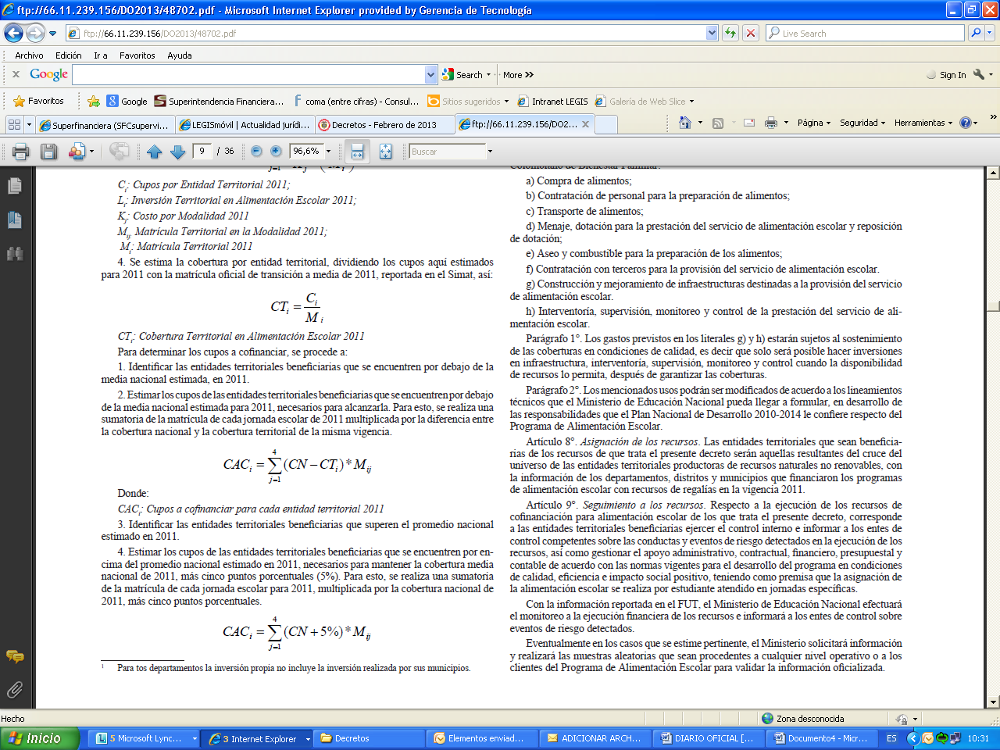 ftp://66.11.239.156/DO2013/48702.pdf - Microsoft Internet Explorer provided by Gerencia de Tecnología
ftp://66.11.239.156/DO2013/48702.pdf
Live Search
Archivo Edición Ir a Favoritos Ayuda
x Google Search More » Sign In
Favoritos Google Superintendencia Financiera... coma (entre cifras) - Consul... Sitios sugeridos Intranet LEGIS Galería de Web Slice
Superfinanciera (SFCsupervi... LEGISmóvil | Actualidad jurídi... Decretos - Febrero de 2013 ftp://66.11.239.156/DO2... Página Seguridad Herramientas
9 / 36 96,6% Buscar
C_i: Cupos por Entidad Territorial 2011;
L_i: Inversión Territorial en Alimentación Escolar 2011;
K_j: Costo por Modalidad 2011
M_ij: Matrícula Territorial en la Modalidad 2011;
M_i: Matrícula Territorial 2011
4. Se estima la cobertura por entidad territorial, dividiendo los cupos aquí estimados
para 2011 con la matrícula oficial de transición a media de 2011, reportada en el Simat, así:
CT_i = C_i / M_i
CT_i: Cobertura Territorial en Alimentación Escolar 2011
Para determinar los cupos a cofinanciar, se procede a:
1. Identificar las entidades territoriales beneficiarias que se encuentren por debajo de la
media nacional estimada, en 2011.
2. Estimar los cupos de las entidades territoriales beneficiarias que se encuentren por debajo
de la media nacional estimada para 2011, necesarios para alcanzarla. Para esto, se realiza una
sumatoria de la matrícula de cada jornada escolar de 2011 multiplicada por la diferencia entre
la cobertura nacional y la cobertura territorial de la misma vigencia.
CAC_i = ∑_{j=1}^{4} (CN − CT_i) * M_ij
Donde:
CAC_i: Cupos a cofinanciar para cada entidad territorial 2011
3. Identificar las entidades territoriales beneficiarias que superen el promedio nacional
estimado en 2011.
4. Estimar los cupos de las entidades territoriales beneficiarias que se encuentren por en-
cima del promedio nacional estimado en 2011, necesarios para mantener la cobertura media
nacional de 2011, más cinco puntos porcentuales (5%). Para esto, se realiza una sumatoria
de la matrícula de cada jornada escolar para 2011, multiplicada por la cobertura nacional de
2011, más cinco puntos porcentuales.
CAC_i = ∑_{j=1}^{4} (CN + 5%) * M_ij
1 Para tos departamentos la inversión propia no incluye la inversión realizada por sus municipios.
Colombiano de Bienestar Familiar:
a) Compra de alimentos;
b) Contratación de personal para la preparación de alimentos;
c) Transporte de alimentos;
d) Menaje, dotación para la prestación del servicio de alimentación escolar y reposición
de dotación;
e) Aseo y combustible para la preparación de los alimentos;
f) Contratación con terceros para la provisión del servicio de alimentación escolar.
g) Construcción y mejoramiento de infraestructuras destinadas a la provisión del servicio
de alimentación escolar.
h) Interventoría, supervisión, monitoreo y control de la prestación del servicio de ali-
mentación escolar.
Parágrafo 1°. Los gastos previstos en los literales g) y h) estarán sujetos al sostenimiento
de las coberturas en condiciones de calidad, es decir que solo será posible hacer inversiones
en infraestructura, interventoría, supervisión, monitoreo y control cuando la disponibilidad
de recursos lo permita, después de garantizar las coberturas.
Parágrafo 2°. Los mencionados usos podrán ser modificados de acuerdo a los lineamientos
técnicos que el Ministerio de Educación Nacional pueda llegar a formular, en desarrollo de
las responsabilidades que el Plan Nacional de Desarrollo 2010-2014 le confiere respecto del
Programa de Alimentación Escolar.
Artículo 8°. Asignación de los recursos. Las entidades territoriales que sean beneficia-
rias de los recursos de que trata el presente decreto serán aquellas resultantes del cruce del
universo de las entidades territoriales productoras de recursos naturales no renovables, con
la información de los departamentos, distritos y municipios que financiaron los programas
de alimentación escolar con recursos de regalías en la vigencia 2011.
Artículo 9°. Seguimiento a los recursos. Respecto a la ejecución de los recursos de
cofinanciación para alimentación escolar de los que trata el presente decreto, corresponde
a las entidades territoriales beneficiarias ejercer el control interno e informar a los entes de
control competentes sobre las conductas y eventos de riesgo detectados en la ejecución de los
recursos, así como gestionar el apoyo administrativo, contractual, financiero, presupuestal y
contable de acuerdo con las normas vigentes para el desarrollo del programa en condiciones
de calidad, eficiencia e impacto social positivo, teniendo como premisa que la asignación de
la alimentación escolar se realiza por estudiante atendido en jornadas específicas.
Con la información reportada en el FUT, el Ministerio de Educación Nacional efectuará
el monitoreo a la ejecución financiera de los recursos e informará a los entes de control sobre
eventos de riesgo detectados.
Eventualmente en los casos que se estime pertinente, el Ministerio solicitará información
y realizará las muestras aleatorias que sean procedentes a cualquier nivel operativo o a los
clientes del Programa de Alimentación Escolar para validar la información oficializada.
Hecho Zona desconocida
Inicio 5 Microsoft Lync... 3 Internet Explorer Decretos Elementos enviad... ADICIONAR ARCH... DIARIO OFICIAL [... Documento4 - Micr... ES 10:31